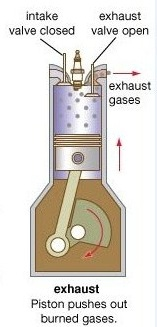 intake
valve closed
exhaust
valve open
exhaust
gases
exhaust
Piston pushes out
burned gases.